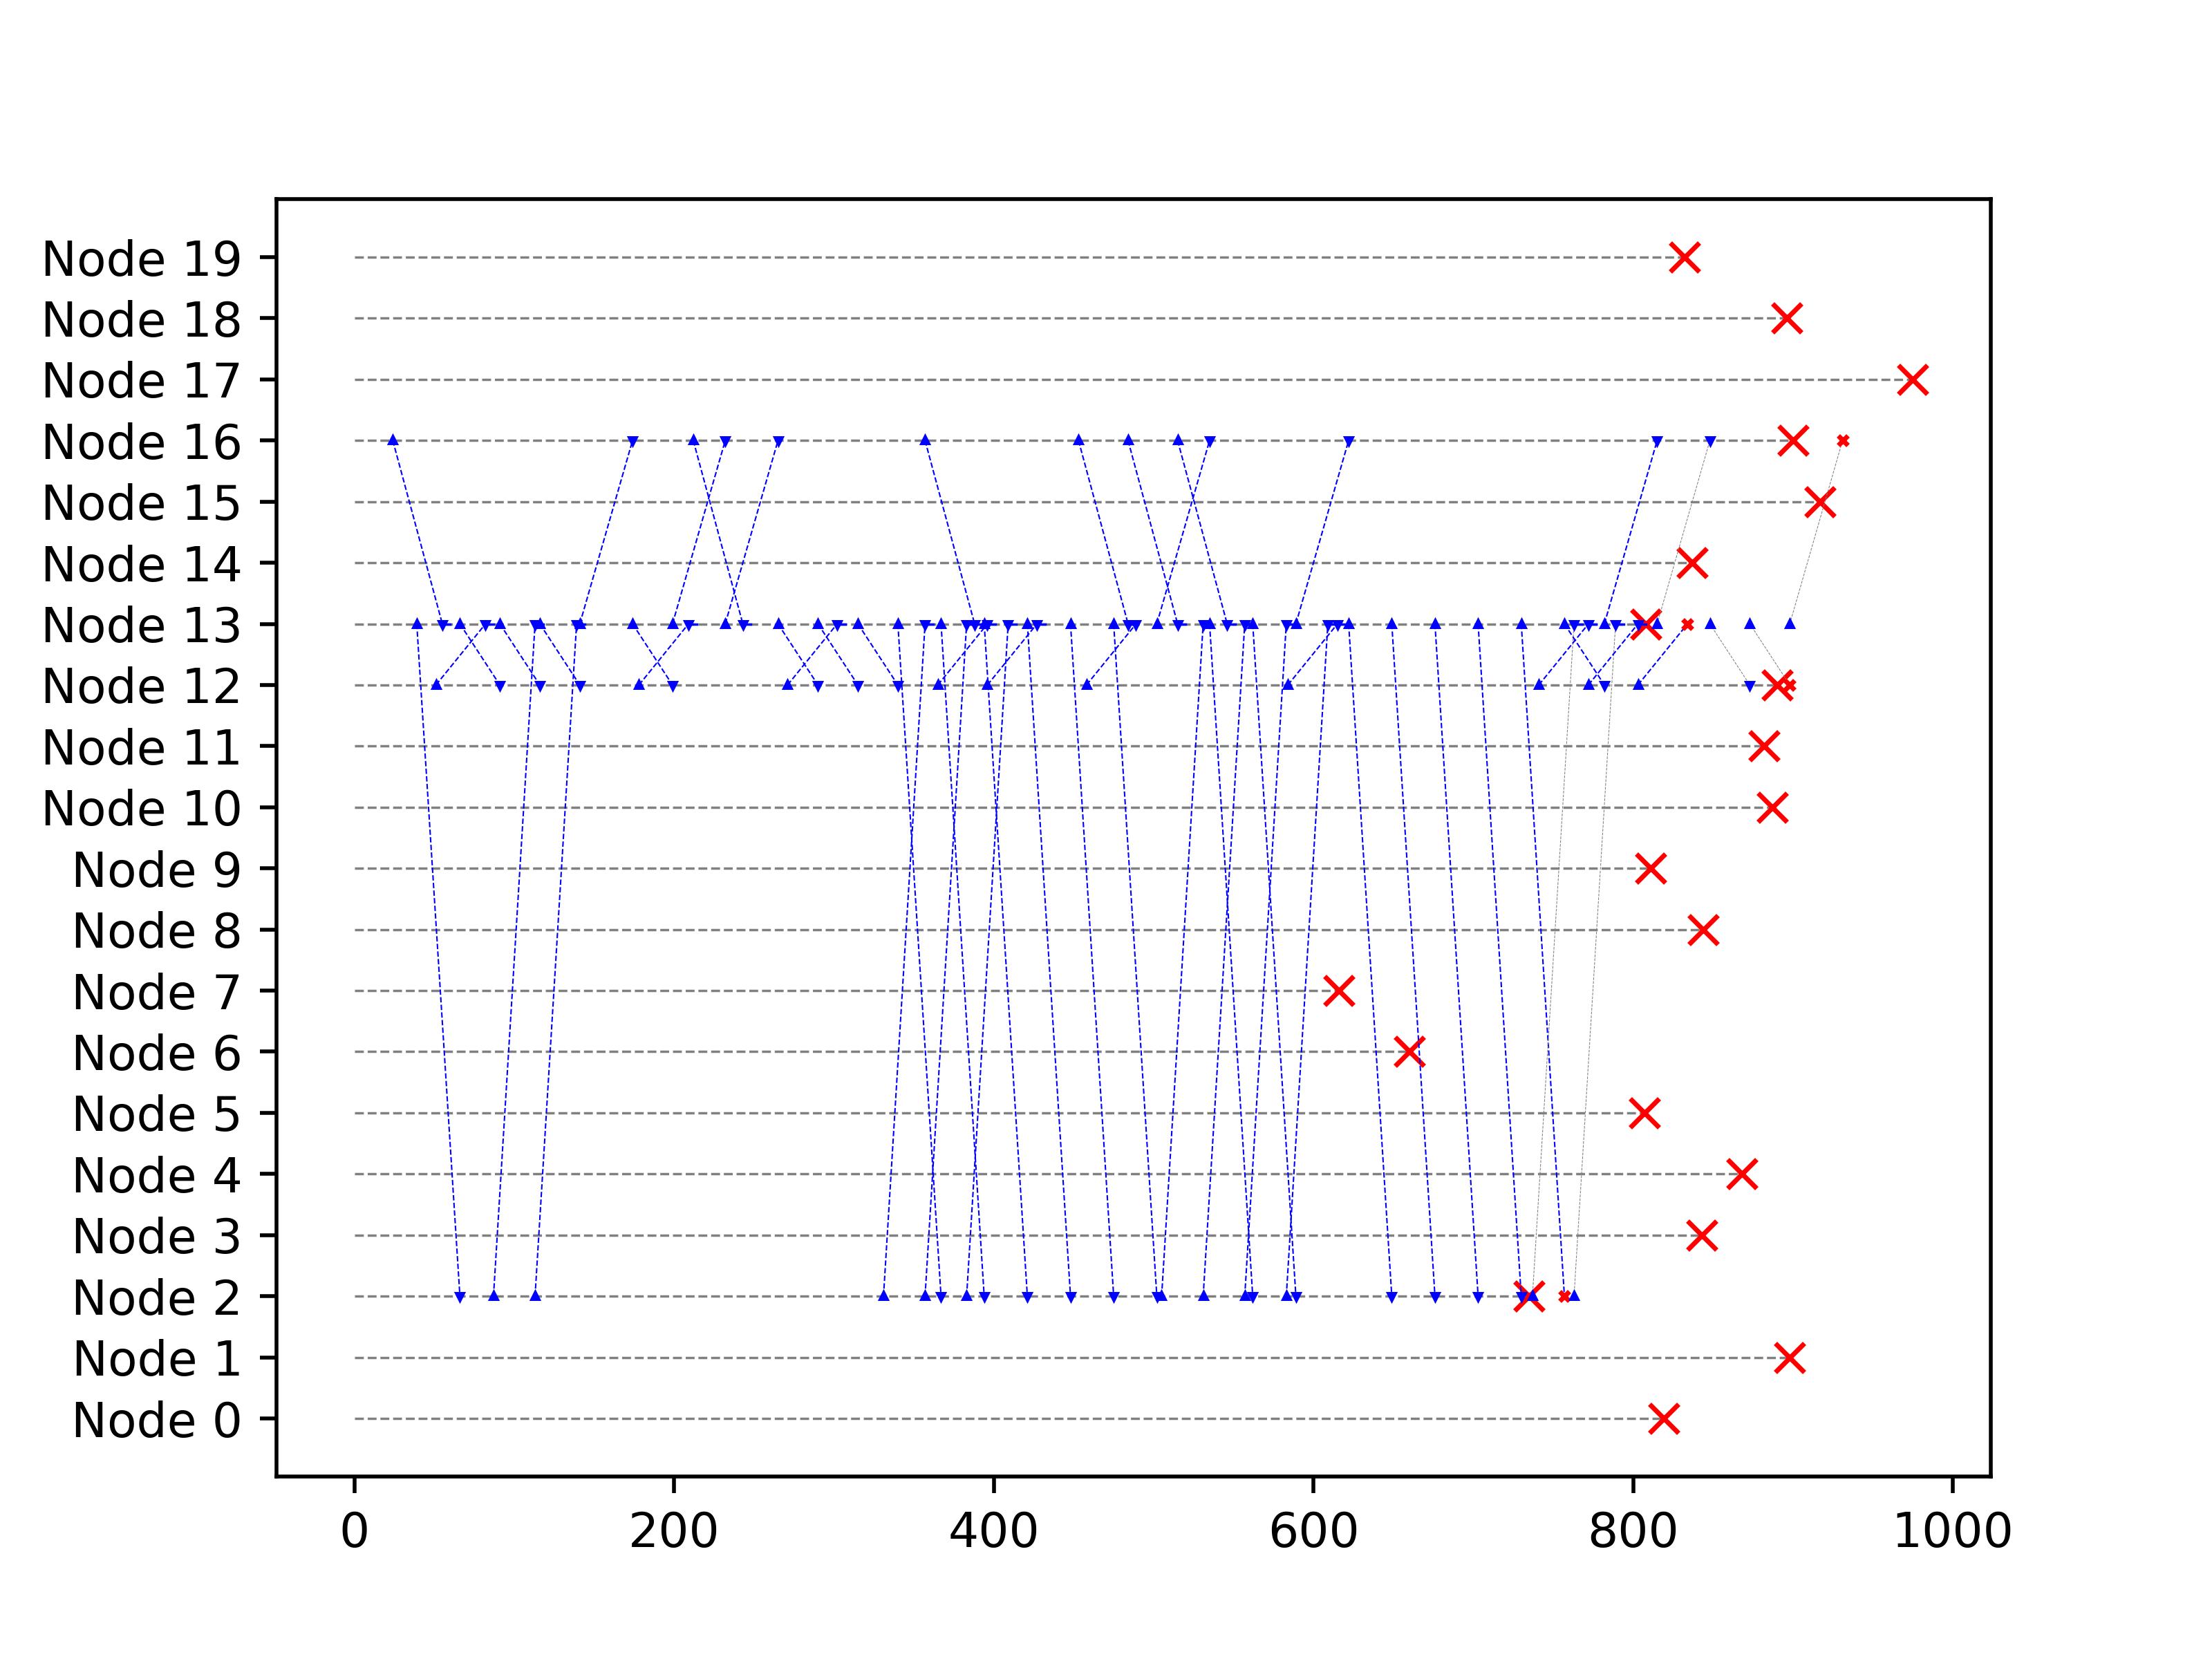 Node 19
Node 18
Node 17
Node 16
Node 15
Node 14
Node 13
Node 12
Node 11
Node 10
Node 9
Node 8
Node 7
Node 6
Node 5
Node 4
Node 3
Node 2
Node 1
Node 0
0 200 400 600 800 1000